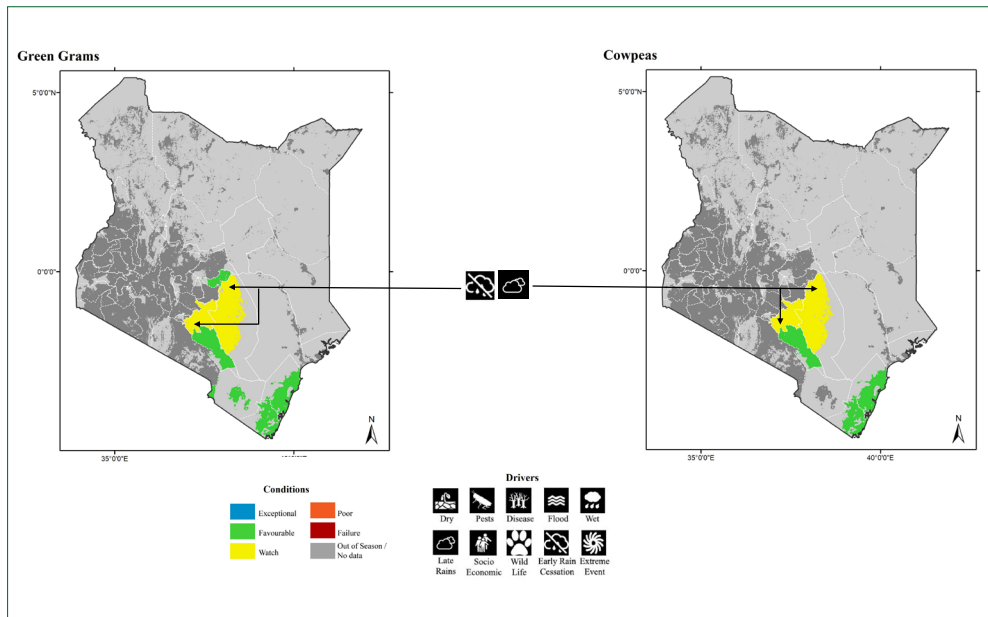 Green Grams
Cowpeas
5°0'0"N
5°0'0"N
0°0'0"
0°0'0"
N
N
35°0'0"E
35°0'0"E
40°0'0"E
Conditions
Exceptional
Poor
Favourable
Failure
Watch
Out of Season /
No data
Drivers
Dry
Pests
Disease
Flood
Wet
Late
Rains
Socio
Economic
Wild
Life
Early Rain
Cessation
Extreme
Event